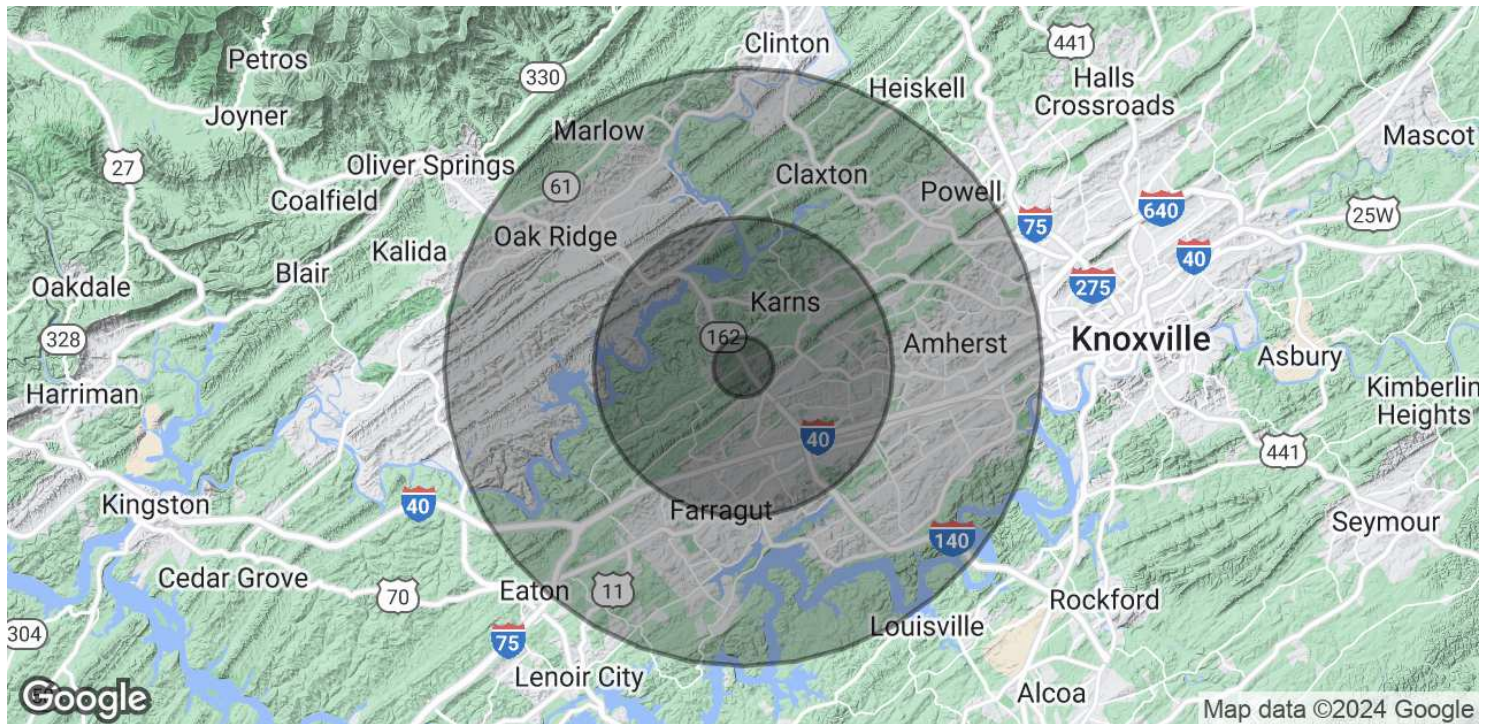 Clinton
441
Petros
330
Halls
Crossroads
Heiskell
Joyner
Marlow
Mascot
27
Oliver Springs
Claxton
61
Powell
Coalfield
640
25W
75
Oak Ridge
Kalida
40
Blair
275
Oakdale
Karns
328
162
Amherst
Knoxville
Asbury
Harriman
Kimberlin
Heights
40
441
Kingston
40
Farragut
Seymour
140
Cedar Grove
Eaton
11
70
Rockford
304
Louisville
75
Lenoir City
Alcoa
Google
Map data ©2024 Google